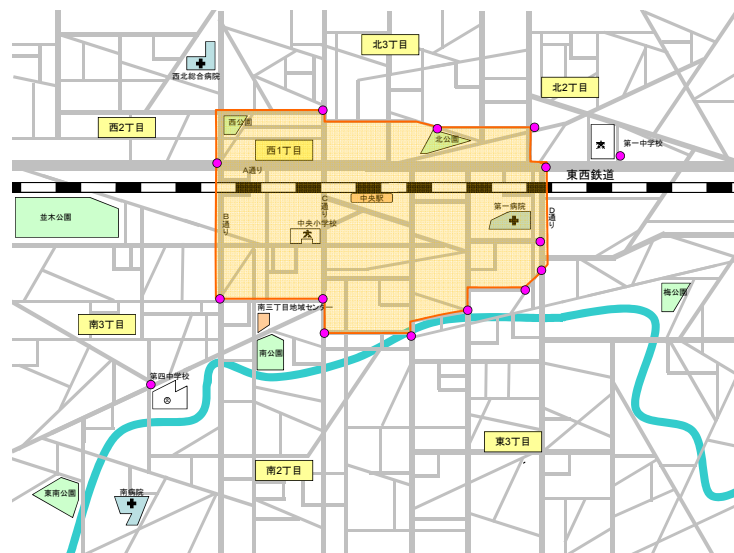 北3丁目
西北総合病院
北2丁目
西公園
西2丁目
北公園
西1丁目
第一中学校
A通り
東西鉄道
C通り
中央駅
第一病院
並木公園
B通り
中央小学校
D通り
梅公園
南三丁目地域センター
南3丁目
南公園
第四中学校
文
東3丁目
南2丁目
東南公園
南病院